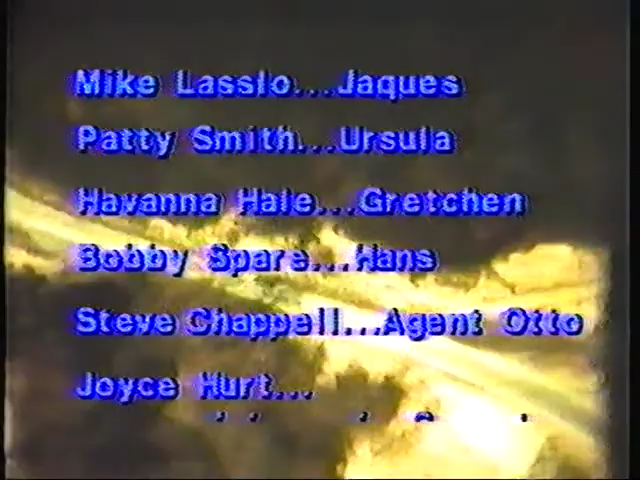 Mike Lasslo...Jaques
Patty Smith...Ursula
Havanna Hale...Gretchen
Bobby Spare...Hans
Steve Chappell...Agent Otto
Joyce Hurt...